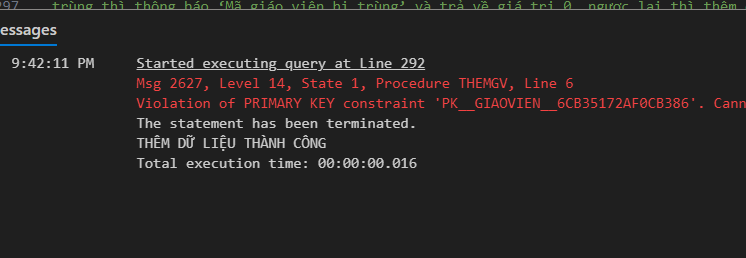 297 trùng thì thông báo ‘Mã giáo viên bị trùng’ và trả về giá trị 0, ngược lại thì thêm
essages
9:42:11 PM Started executing query at Line 292
Msg 2627, Level 14, State 1, Procedure THEMGV, Line 6
Violation of PRIMARY KEY constraint 'PK__GIAOVIEN__6CB35172AF0CB386'. Cann
The statement has been terminated.
THÊM DỮ LIỆU THÀNH CÔNG
Total execution time: 00:00:00.016